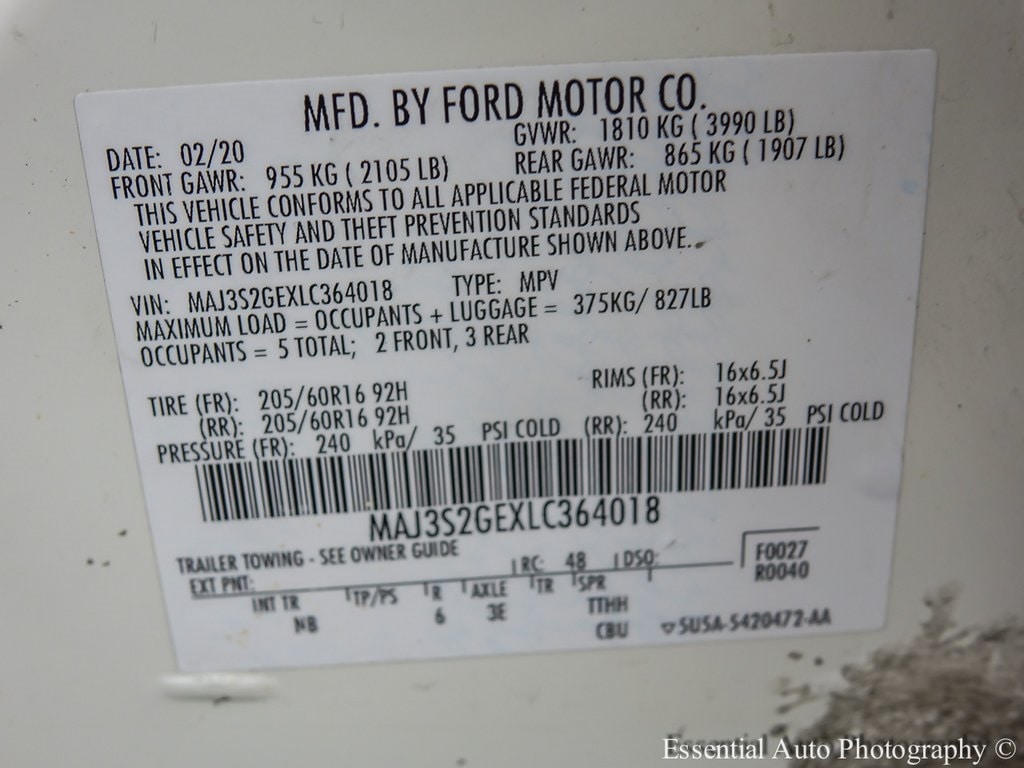 MFD. BY FORD MOTOR CO.
DATE: 02/20 GVWR: 1810 KG ( 3990 LB)
FRONT GAWR: 955 KG ( 2105 LB) REAR GAWR: 865 KG ( 1907 LB)
THIS VEHICLE CONFORMS TO ALL APPLICABLE FEDERAL MOTOR
VEHICLE SAFETY AND THEFT PREVENTION STANDARDS
IN EFFECT ON THE DATE OF MANUFACTURE SHOWN ABOVE.
VIN: MAJ3S2GEXLC364018 TYPE: MPV
MAXIMUM LOAD = OCCUPANTS + LUGGAGE = 375KG/ 827LB
OCCUPANTS = 5 TOTAL; 2 FRONT, 3 REAR
TIRE (FR): 205/60R16 92H RIMS (FR): 16x6.5J
(RR): 205/60R16 92H (RR): 16x6.5J
PRESSURE (FR): 240 kPa/ 35 PSI COLD (RR): 240 kPa/ 35 PSI COLD
MAJ3S2GEXLC364018
TRAILER TOWING - SEE OWNER GUIDE
EXT PNT: RC: 48 DSO: F0027
R0040
INT TR TP/PS R AXLE TR SPR
NB 6 3E TTHH
CBU SU5A-5420472-AA
Essential Auto Photography ©